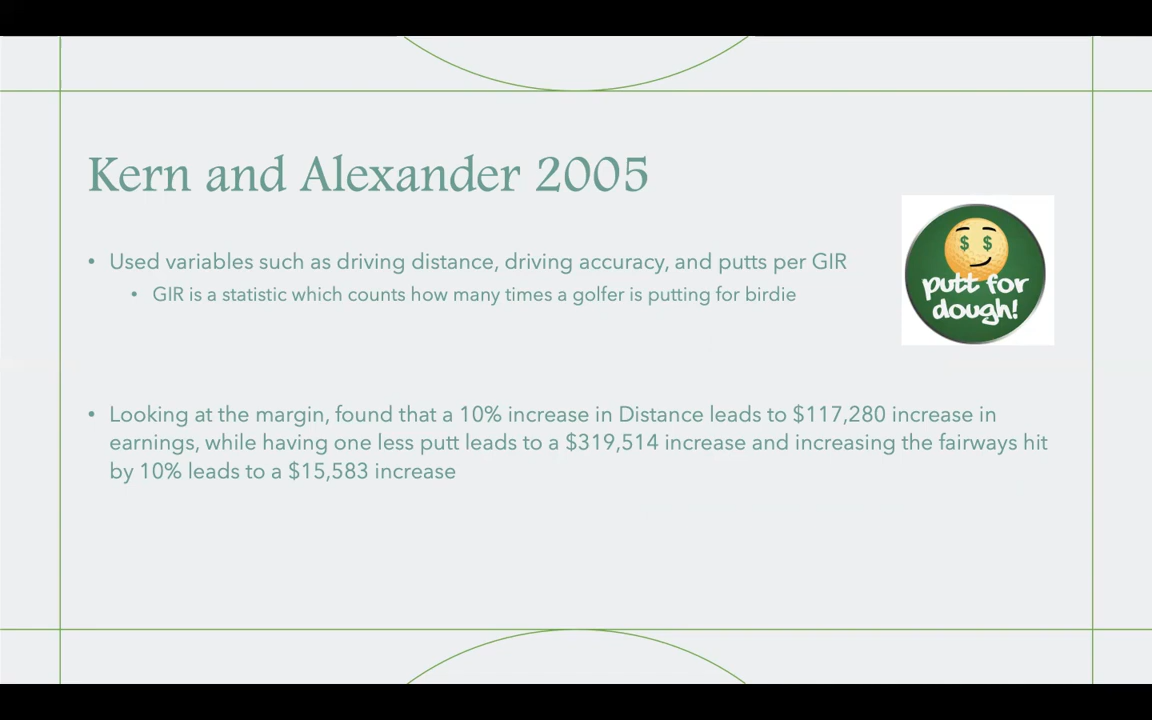 Kern and Alexander 2005
• Used variables such as driving distance, driving accuracy, and putts per GIR
• GIR is a statistic which counts how many times a golfer is putting for birdie
$ $
putt for
dough!
• Looking at the margin, found that a 10% increase in Distance leads to $117,280 increase in
earnings, while having one less putt leads to a $319,514 increase and increasing the fairways hit
by 10% leads to a $15,583 increase